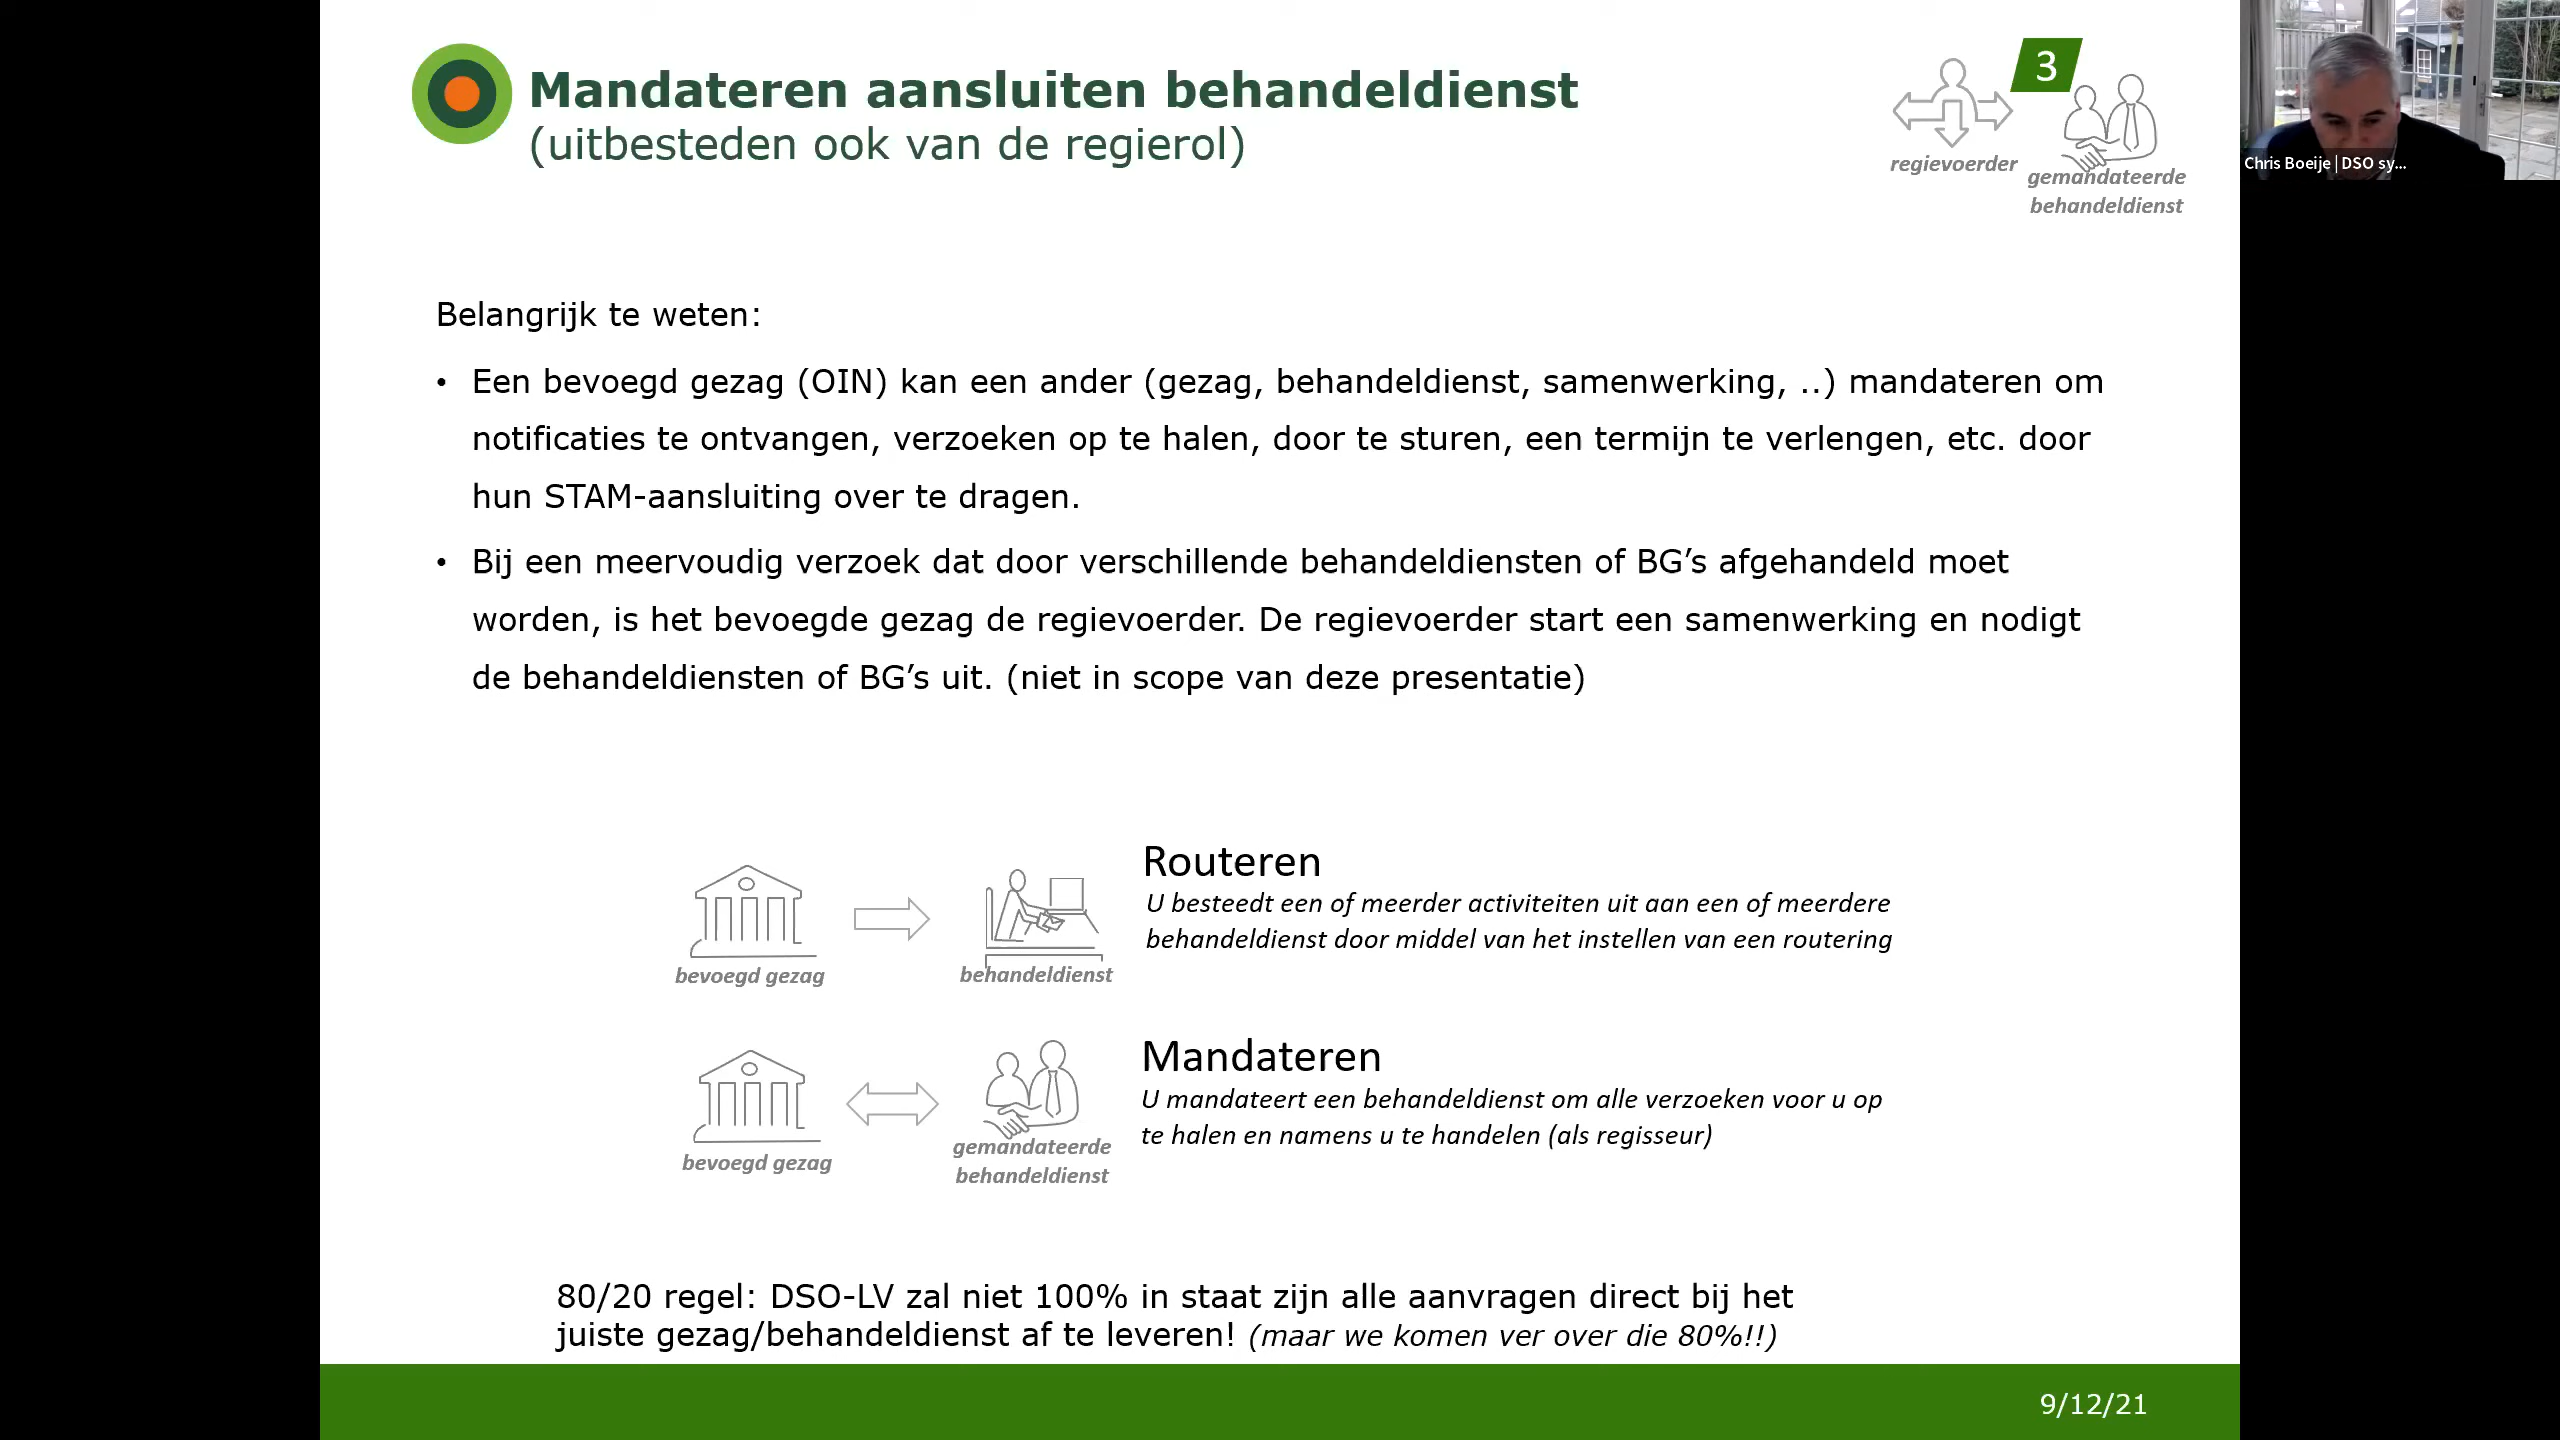 Mandateren aansluiten behandeldienst
(uitbesteden ook van de regierol)
3
regievoerder
gemandateerde
behandeldienst
Chris Boeije | DSO sy...
Belangrijk te weten:
• Een bevoegd gezag (OIN) kan een ander (gezag, behandeldienst, samenwerking, ..) mandateren om
notificaties te ontvangen, verzoeken op te halen, door te sturen, een termijn te verlengen, etc. door
hun STAM-aansluiting over te dragen.
• Bij een meervoudig verzoek dat door verschillende behandeldiensten of BG’s afgehandeld moet
worden, is het bevoegde gezag de regievoerder. De regievoerder start een samenwerking en nodigt
de behandeldiensten of BG’s uit. (niet in scope van deze presentatie)
bevoegd gezag
behandeldienst
Routeren
U besteedt een of meerder activiteiten uit aan een of meerdere
behandeldienst door middel van het instellen van een routering
bevoegd gezag
gemandateerde
behandeldienst
Mandateren
U mandateert een behandeldienst om alle verzoeken voor u op
te halen en namens u te handelen (als regisseur)
80/20 regel: DSO-LV zal niet 100% in staat zijn alle aanvragen direct bij het
juiste gezag/behandeldienst af te leveren! (maar we komen ver over die 80%!!)
9/12/21